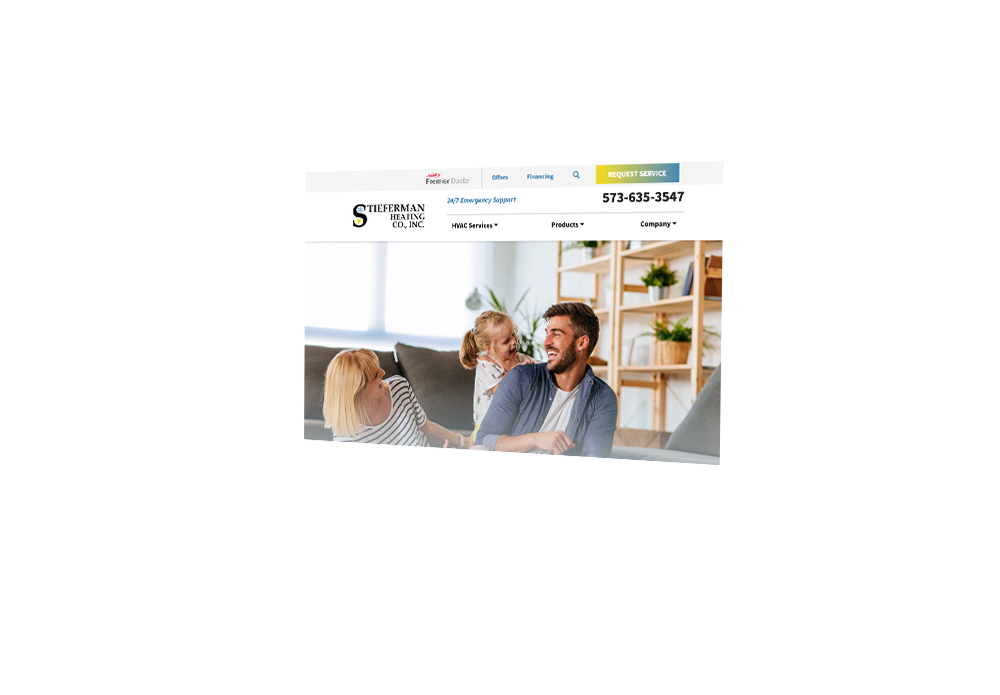 Premier Dealer
Offers
Financing
REQUEST SERVICE
24/7 Emergency Support
573-635-3547
STIEFERMAN
HEATING
CO., INC.
HVAC Services
Products
Company